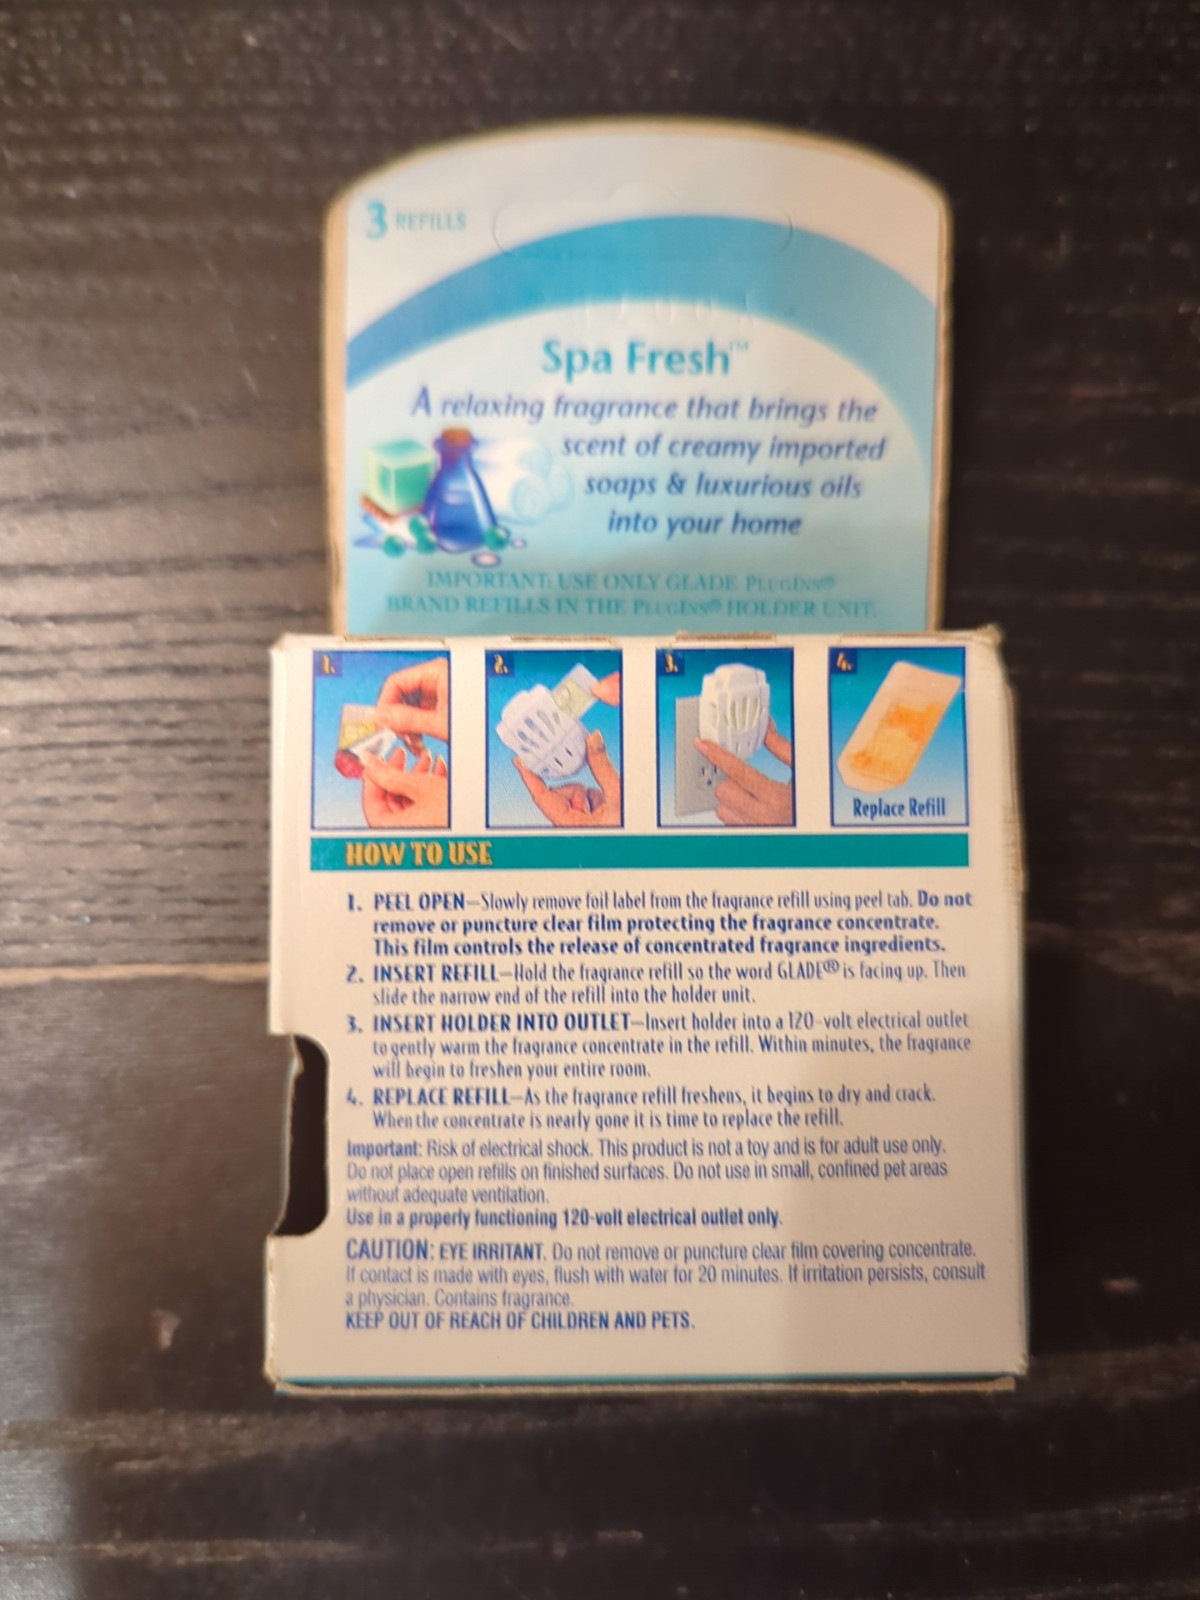 3 REFILLS
Spa Fresh™
A relaxing fragrance that brings the
scent of creamy imported
soaps & luxurious oils
into your home
IMPORTANT: USE ONLY GLADE PLUGINS®
BRAND REFILLS IN THE PLUGINS® HOLDER UNIT.
1.
2.
3.
4.
Replace Refill
HOW TO USE
1. PEEL OPEN—Slowly remove foil label from the fragrance refill using peel tab. Do not
remove or puncture clear film protecting the fragrance concentrate.
This film controls the release of concentrated fragrance ingredients.
2. INSERT REFILL—Hold the fragrance refill so the word GLADE® is facing up. Then
slide the narrow end of the refill into the holder unit.
3. INSERT HOLDER INTO OUTLET—Insert holder into a 120-volt electrical outlet
to gently warm the fragrance concentrate in the refill. Within minutes, the fragrance
will begin to freshen your entire room.
4. REPLACE REFILL—As the fragrance refill freshens, it begins to dry and crack.
When the concentrate is nearly gone it is time to replace the refill.
Important: Risk of electrical shock. This product is not a toy and is for adult use only.
Do not place open refills on finished surfaces. Do not use in small, confined pet areas
without adequate ventilation.
Use in a properly functioning 120-volt electrical outlet only.
CAUTION: EYE IRRITANT. Do not remove or puncture clear film covering concentrate.
If contact is made with eyes, flush with water for 20 minutes. If irritation persists, consult
a physician. Contains fragrance.
KEEP OUT OF REACH OF CHILDREN AND PETS.